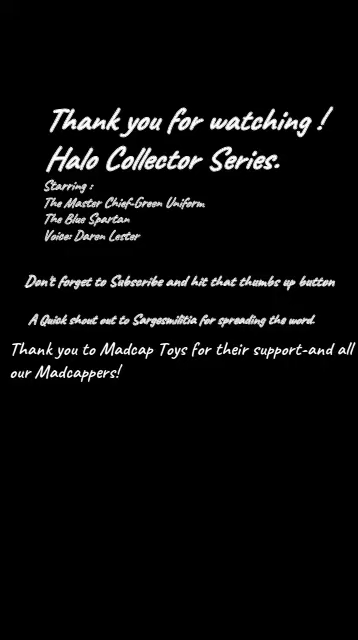 Thank you for watching !
Halo Collector Series.
Starring :
The Master Chief-Green Uniform
The Blue Spartan
Voice: Daren Lester
Don't forget to Subscribe and hit that thumbs up button
A Quick shout out to Sargesmilitia for spreading the word.
Thank you to Madcap Toys for their support-and all
our Madcappers!